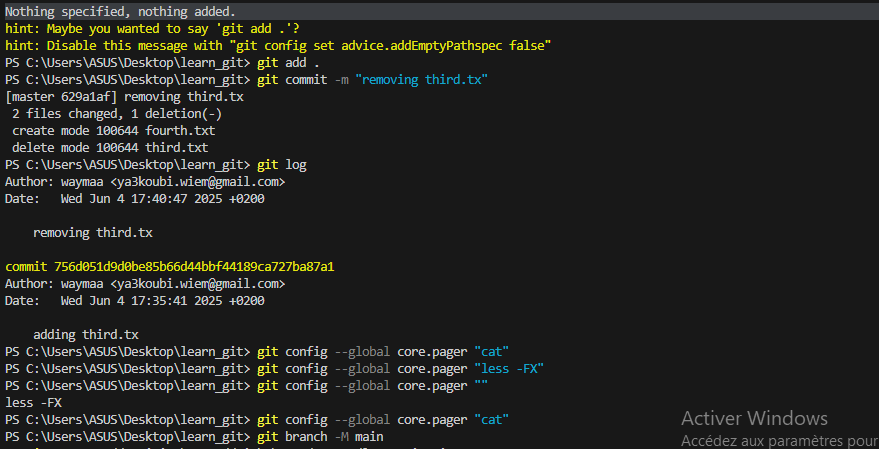 Nothing specified, nothing added.
hint: Maybe you wanted to say 'git add .'?
hint: Disable this message with "git config set advice.addEmptyPathspec false"
PS C:\Users\ASUS\Desktop\learn_git> git add .
PS C:\Users\ASUS\Desktop\learn_git> git commit -m "removing third.tx"
[master 629a1af] removing third.tx
 2 files changed, 1 deletion(-)
 create mode 100644 fourth.txt
 delete mode 100644 third.txt
PS C:\Users\ASUS\Desktop\learn_git> git log
Author: waymaa <ya3koubi.wiem@gmail.com>
Date:   Wed Jun 4 17:40:47 2025 +0200
    removing third.tx
commit 756d051d9d0be85b66d44bbf44189ca727ba87a1
Author: waymaa <ya3koubi.wiem@gmail.com>
Date:   Wed Jun 4 17:35:41 2025 +0200
    adding third.tx
PS C:\Users\ASUS\Desktop\learn_git> git config --global core.pager "cat"
PS C:\Users\ASUS\Desktop\learn_git> git config --global core.pager "less -FX"
PS C:\Users\ASUS\Desktop\learn_git> git config --global core.pager ""
less -FX
PS C:\Users\ASUS\Desktop\learn_git> git config --global core.pager "cat"
PS C:\Users\ASUS\Desktop\learn_git> git branch -M main
Activer Windows
Accédez aux paramètres pour